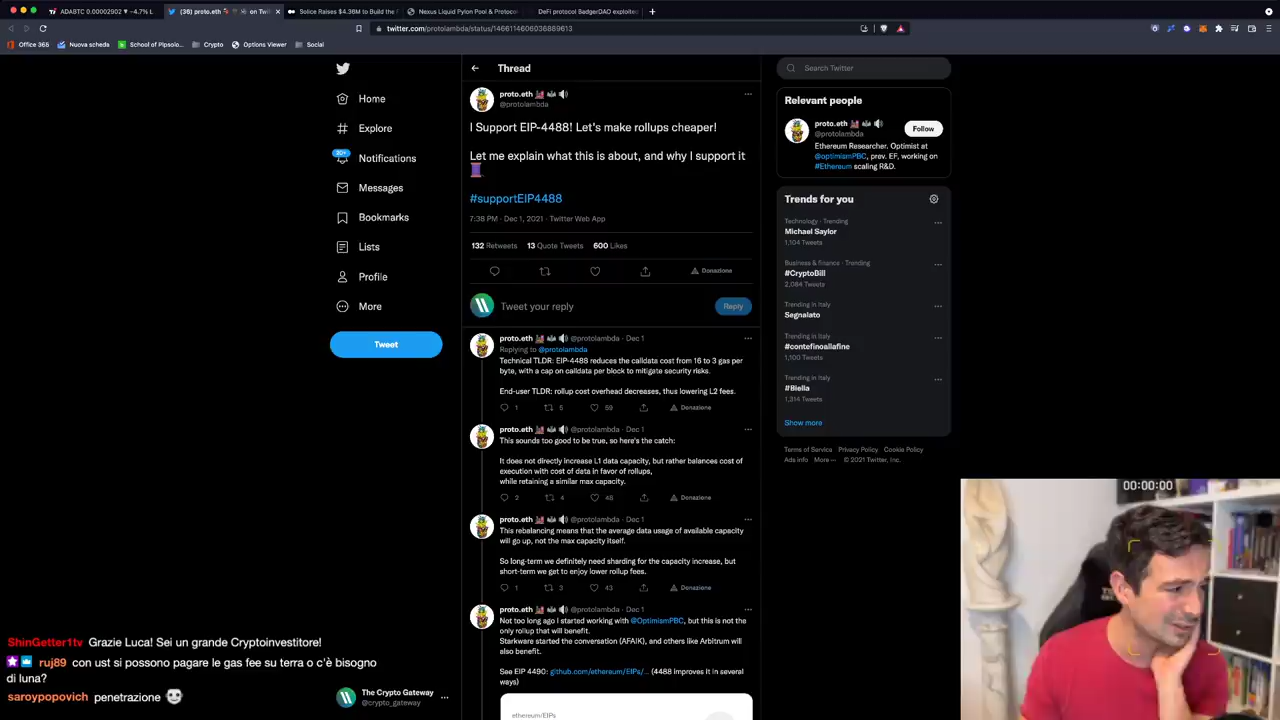 ADABTC 0.00002902 ▼ −4.7% L
(36) proto.eth on Twit
Solice Raises $4.36M to Build the F
Nexus Liquid Pylon Pool & Protoco
DeFi protocol BadgerDAO exploited
twitter.com/protolambda/status/1466114606036889613
Office 365
Nuova scheda
School of Pipsolo...
Crypto
Options Viewer
Social
Home
Explore
20+
Notifications
Messages
Bookmarks
Lists
Profile
More
Tweet
Thread
proto.eth
@protolambda
I Support EIP-4488! Let's make rollups cheaper!
Let me explain what this is about, and why I support it
#supportEIP4488
7:38 PM · Dec 1, 2021 · Twitter Web App
132 Retweets 13 Quote Tweets 600 Likes
Donazione
Tweet your reply
Reply
proto.eth @protolambda · Dec 1
Replying to @protolambda
Technical TLDR: EIP-4488 reduces the calldata cost from 16 to 3 gas per
byte, with a cap on calldata per block to mitigate security risks.
End-user TLDR: rollup cost overhead decreases, thus lowering L2 fees.
1 5 59 Donazione
proto.eth @protolambda · Dec 1
This sounds too good to be true, so here's the catch:
It does not directly increase L1 data capacity, but rather balances cost of
execution with cost of data in favor of rollups,
while retaining a similar max capacity.
2 4 48 Donazione
proto.eth @protolambda · Dec 1
This rebalancing means that the average data usage of available capacity
will go up, not the max capacity itself.
So long-term we definitely need sharding for the capacity increase, but
short-term we get to enjoy lower rollup fees.
1 3 43 Donazione
proto.eth @protolambda · Dec 1
Not too long ago I started working with @OptimismPBC, but this is not the
only rollup that will benefit.
Starkware started the conversation (AFAIK), and others like Arbitrum will
also benefit.
See EIP 4490: github.com/ethereum/EIPs/... (4488 improves it in several
ways)
ethereum/EIPs
Search Twitter
Relevant people
proto.eth
@protolambda
Follow
Ethereum Researcher. Optimist at
@optimismPBC, prev. EF, working on
#Ethereum scaling R&D.
Trends for you
Technology · Trending
Michael Saylor
1,104 Tweets
Business & finance · Trending
#CryptoBill
2,084 Tweets
Trending in Italy
Segnalato
Trending in Italy
#contefinoallafine
1,100 Tweets
Trending in Italy
#Biella
1,314 Tweets
Show more
Terms of Service Privacy Policy Cookie Policy
Ads info More ··· © 2021 Twitter, Inc.
00:00:00
ShinGetter1tv Grazie Luca! Sei un grande Cryptoinvestitore!
ruj89 con ust si possono pagare le gas fee su terra o c'è bisogno
di luna?
saroypopovich penetrazione
The Crypto Gateway
@crypto_gateway